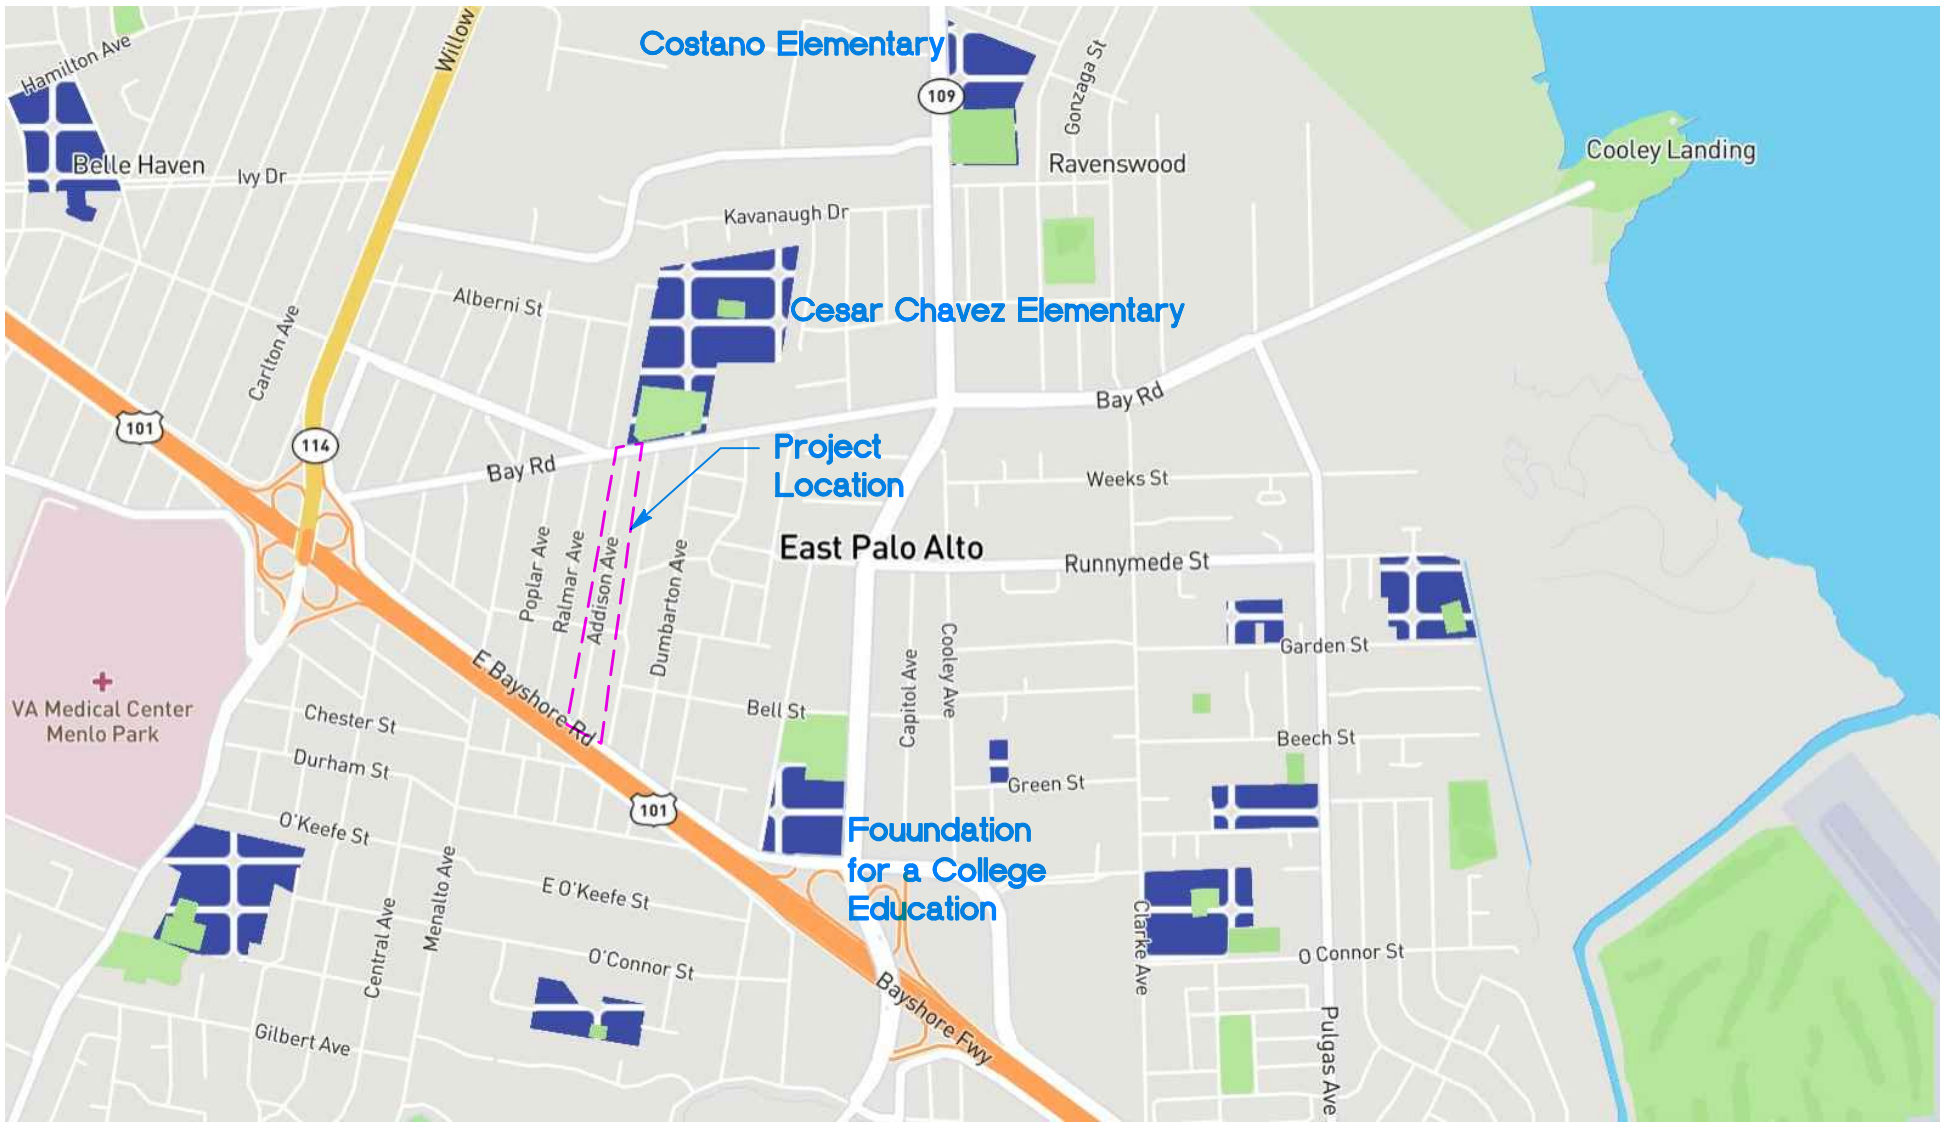 Hamilton Ave
Willow
Costano Elementary
109
Gonzaga St
Belle Haven
Ivy Dr
Ravenswood
Cooley Landing
Kavanaugh Dr
Alberni St
Cesar Chavez Elementary
Carlton Ave
Bay Rd
101
114
Project
Location
Bay Rd
Weeks St
Poplar Ave
Ralmar Ave
Addison Ave
Dumbarton Ave
East Palo Alto
Runnymede St
Garden St
E Bayshore Rd
Capitol Ave
Cooley Ave
VA Medical Center
Menlo Park
Chester St
Bell St
Beech St
Durham St
Green St
101
O'Keefe St
Fouundation
for a College
Education
Menalto Ave
E O'Keefe St
Central Ave
Clarke Ave
O'Connor St
O Connor St
Bayshore Fwy
Gilbert Ave
Pulgas Ave